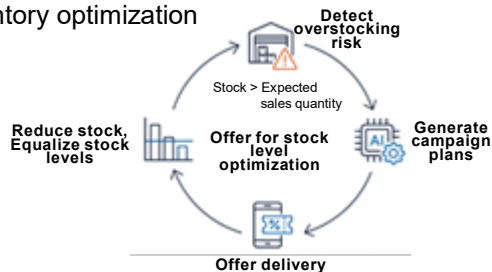 ntory optimization
Detect
overstocking
risk
Stock > Expected
sales quantity
Reduce stock,
Equalize stock
levels
Offer for stock
level
optimization
AI
Generate
campaign
plans
%
Offer delivery